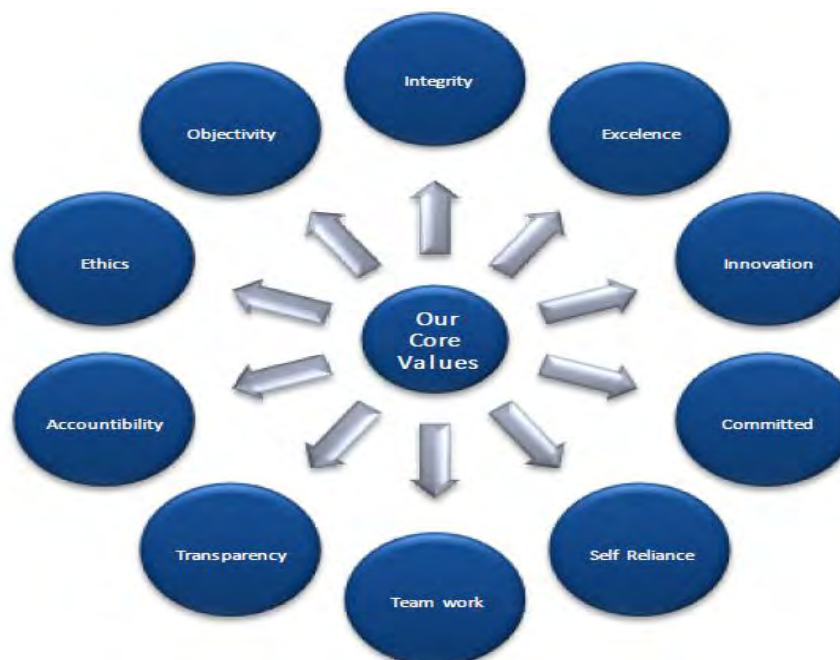 Integrity
Excelence
Innovation
Committed
Self Reliance
Team work
Transparency
Accountibility
Ethics
Objectivity
Our
Core
Values